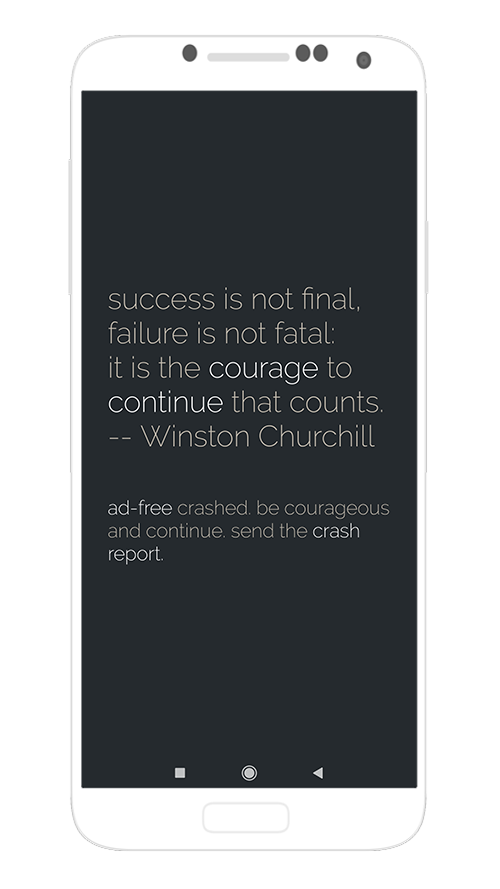 success is not final,
failure is not fatal:
it is the courage to
continue that counts.
-- Winston Churchill
ad-free crashed. be courageous
and continue. send the crash
report.